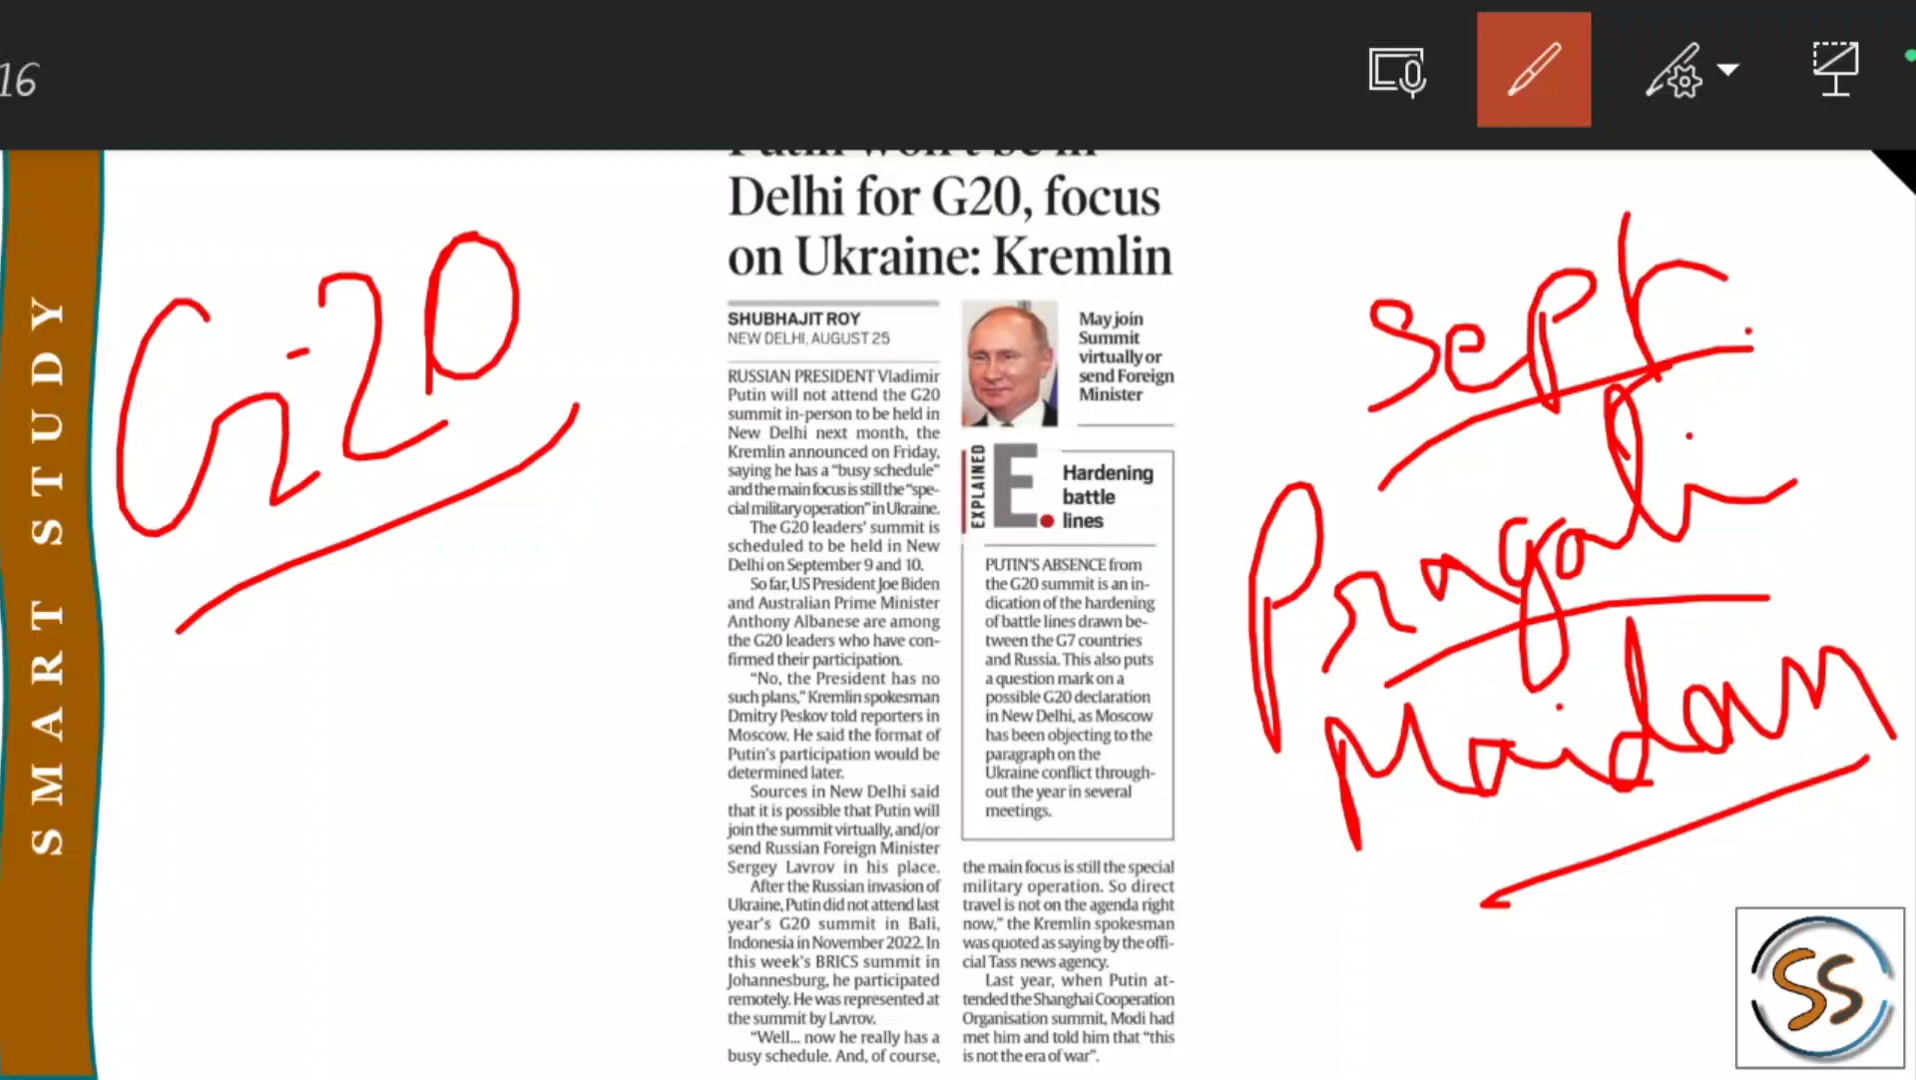 16
SMART STUDY
G-20
Putin won't be in
Delhi for G20, focus
on Ukraine: Kremlin
SHUBHAJIT ROY
NEW DELHI, AUGUST 25
RUSSIAN PRESIDENT Vladimir
Putin will not attend the G20
summit in-person to be held in
New Delhi next month, the
Kremlin announced on Friday,
saying he has a “busy schedule”
and the main focus is still the “spe-
cial military operation” in Ukraine.
The G20 leaders’ summit is
scheduled to be held in New
Delhi on September 9 and 10.
So far, US President Joe Biden
and Australian Prime Minister
Anthony Albanese are among
the G20 leaders who have con-
firmed their participation.
“No, the President has no
such plans,” Kremlin spokesman
Dmitry Peskov told reporters in
Moscow. He said the format of
Putin’s participation would be
determined later.
Sources in New Delhi said
that it is possible that Putin will
join the summit virtually, and/or
send Russian Foreign Minister
Sergey Lavrov in his place.
After the Russian invasion of
Ukraine, Putin did not attend last
year’s G20 summit in Bali,
Indonesia in November 2022. In
this week’s BRICS summit in
Johannesburg, he participated
remotely. He was represented at
the summit by Lavrov.
“Well... now he really has a
busy schedule. And, of course,
May join
Summit
virtually or
send Foreign
Minister
EXPLAINED
E.
Hardening
battle
lines
PUTIN’S ABSENCE from
the G20 summit is an in-
dication of the hardening
of battle lines drawn be-
tween the G7 countries
and Russia. This also puts
a question mark on a
possible G20 declaration
in New Delhi, as Moscow
has been objecting to the
paragraph on the
Ukraine conflict through-
out the year in several
meetings.
the main focus is still the special
military operation. So direct
travel is not on the agenda right
now,” the Kremlin spokesman
was quoted as saying by the offi-
cial Tass news agency.
Last year, when Putin at-
tended the Shanghai Cooperation
Organisation summit, Modi had
met him and told him that “this
is not the era of war”.
Sept.
Pragati
Maidan
SS